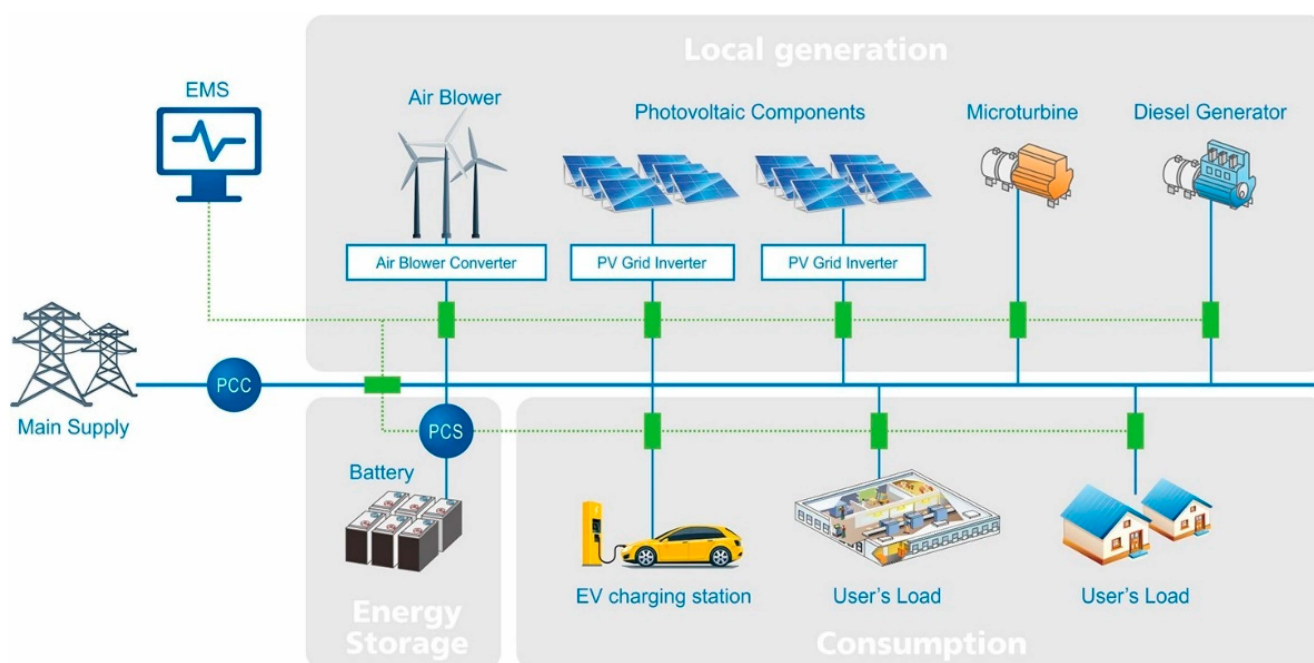 Local generation
EMS
Air Blower
Photovoltaic Components
Microturbine
Diesel Generator
Air Blower Converter
PV Grid Inverter
PV Grid Inverter
Main Supply
PCC
PCS
Battery
Energy
Storage
EV charging station
User's Load
User's Load
Consumption